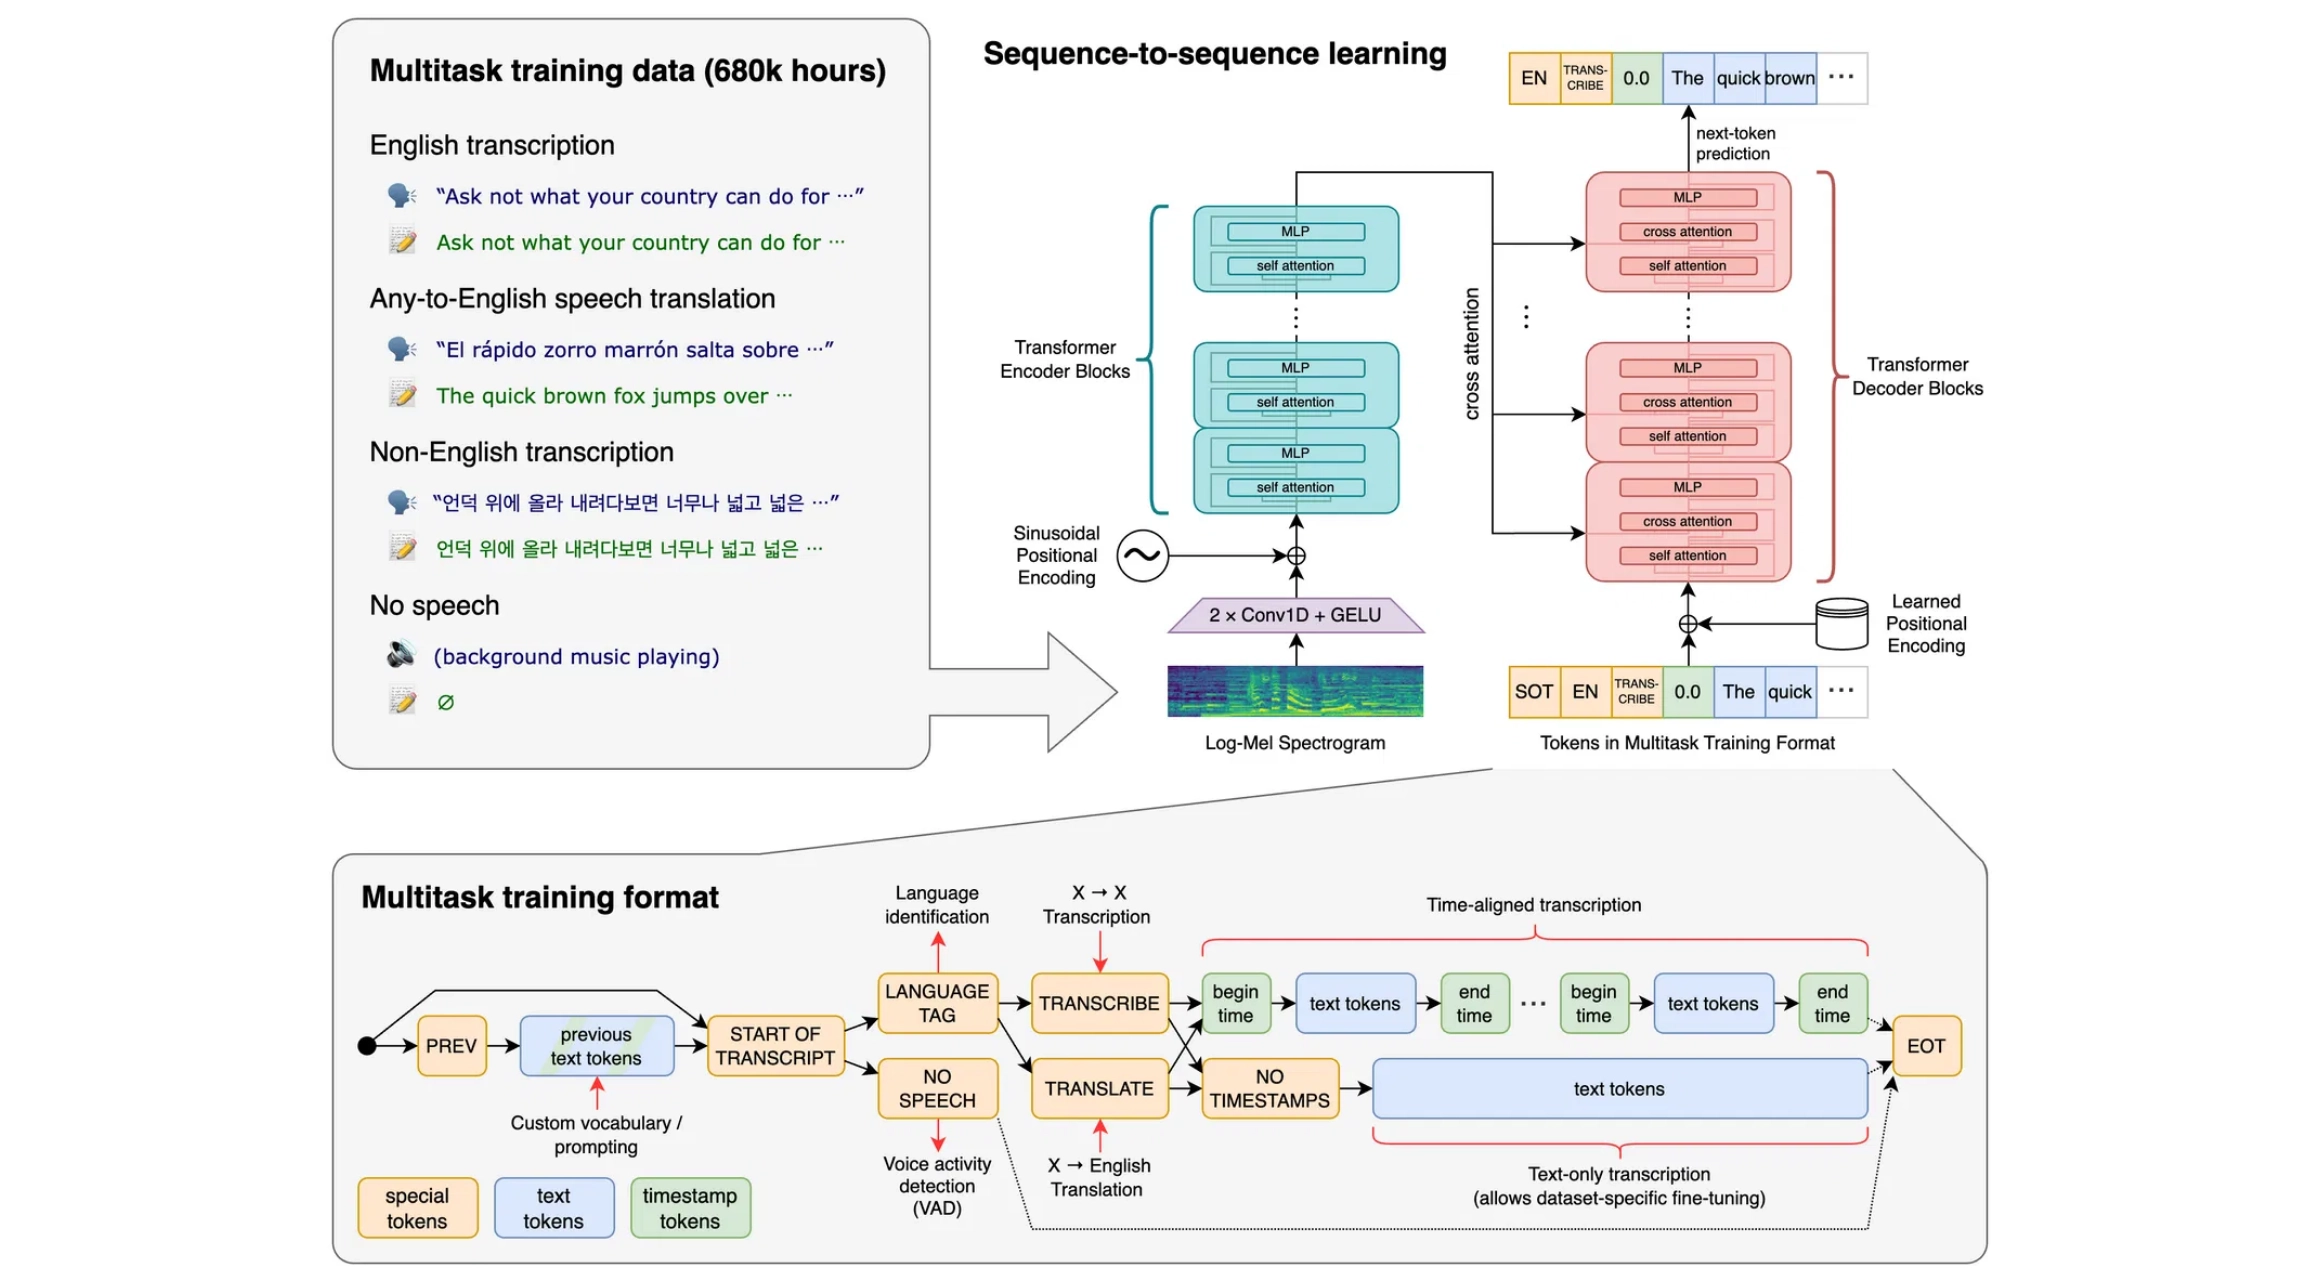 Multitask training data (680k hours)
English transcription
“Ask not what your country can do for ⋯”
Ask not what your country can do for ⋯
Any-to-English speech translation
“El rápido zorro marrón salta sobre ⋯”
The quick brown fox jumps over ⋯
Non-English transcription
“언덕 위에 올라 내려다보면 너무나 넓고 넓은 ⋯”
언덕 위에 올라 내려다보면 너무나 넓고 넓은 ⋯
No speech
(background music playing)
∅
Sequence-to-sequence learning
EN TRANS-CRIBE 0.0 The quick brown ⋯
next-token
prediction
MLP
self attention
MLP
self attention
MLP
self attention
Transformer
Encoder Blocks
cross attention
MLP
cross attention
self attention
MLP
cross attention
self attention
MLP
cross attention
self attention
Transformer
Decoder Blocks
Sinusoidal
Positional
Encoding
2 × Conv1D + GELU
Log-Mel Spectrogram
Learned
Positional
Encoding
SOT EN TRANS-CRIBE 0.0 The quick ⋯
Tokens in Multitask Training Format
Multitask training format
Language
identification
X → X
Transcription
Time-aligned transcription
PREV
previous
text tokens
START OF
TRANSCRIPT
LANGUAGE
TAG
NO
SPEECH
TRANSCRIBE
TRANSLATE
begin
time
text tokens
end
time
⋯
begin
time
text tokens
end
time
NO
TIMESTAMPS
text tokens
EOT
Custom vocabulary /
prompting
Voice activity
detection
(VAD)
X → English
Translation
Text-only transcription
(allows dataset-specific fine-tuning)
special
tokens
text
tokens
timestamp
tokens